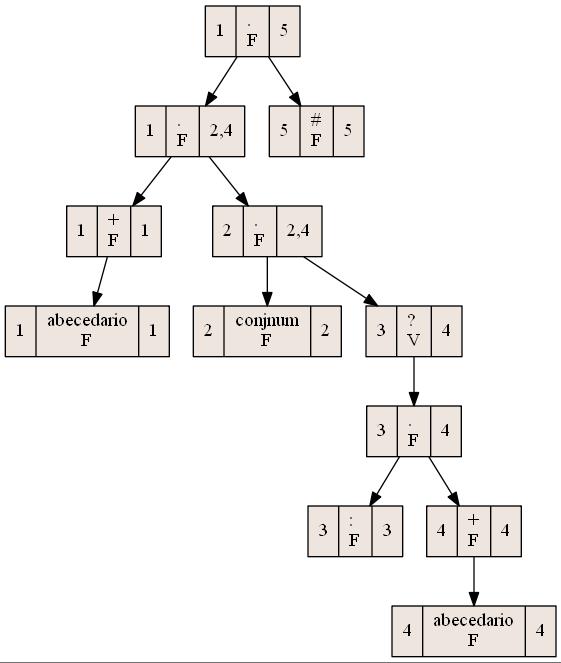 1 . F 5
1 . F 2,4
5 # F 5
1 + F 1
2 . F 2,4
1 abecedario F 1
2 conjnum F 2
3 ? V 4
3 . F 4
3 : F 3
4 + F 4
4 abecedario F 4